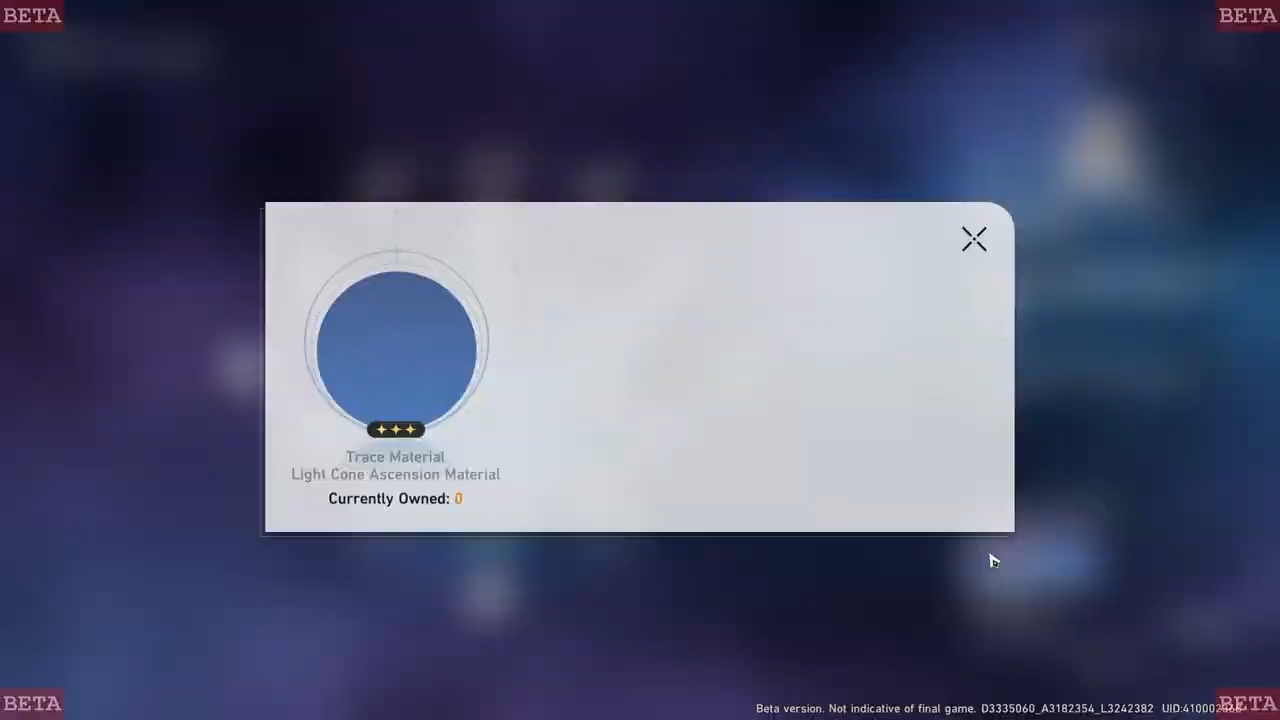 BETA
BETA
Trace Material
Light Cone Ascension Material
Currently Owned: 0
BETA
Beta version. Not indicative of final game. D3335060_A3182354_L3242382
BETA